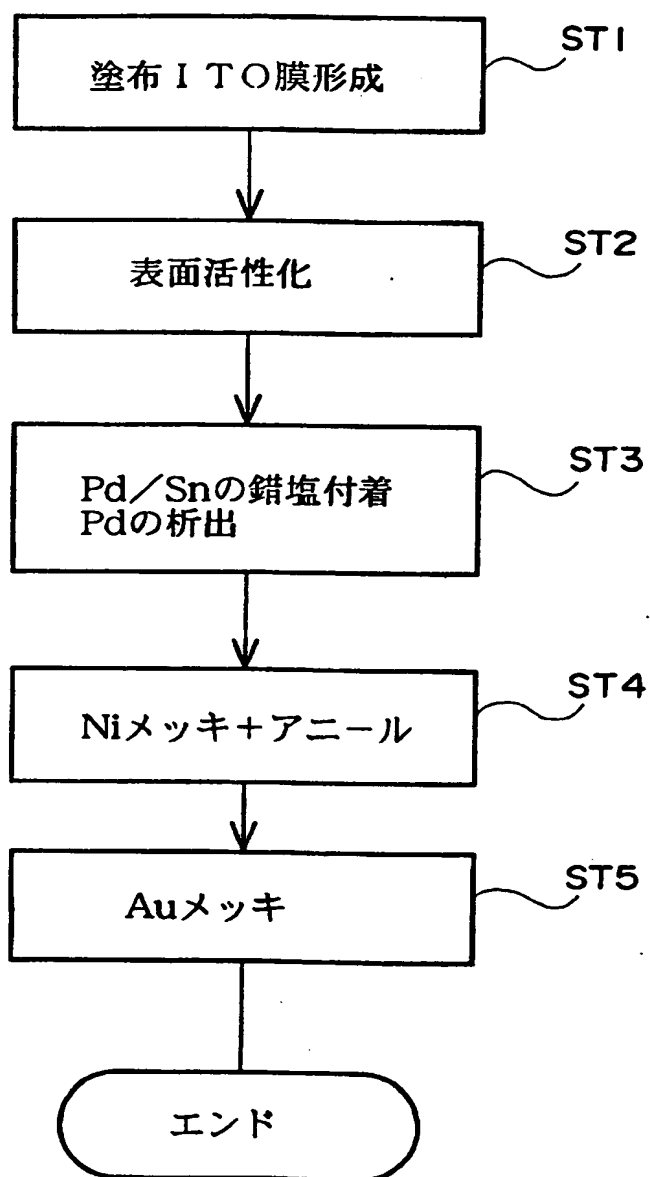 塗布ITO膜形成
ST1
表面活性化
ST2
Pd/Snの錯塩付着
Pdの析出
ST3
Niメッキ+アニール
ST4
Auメッキ
ST5
エンド